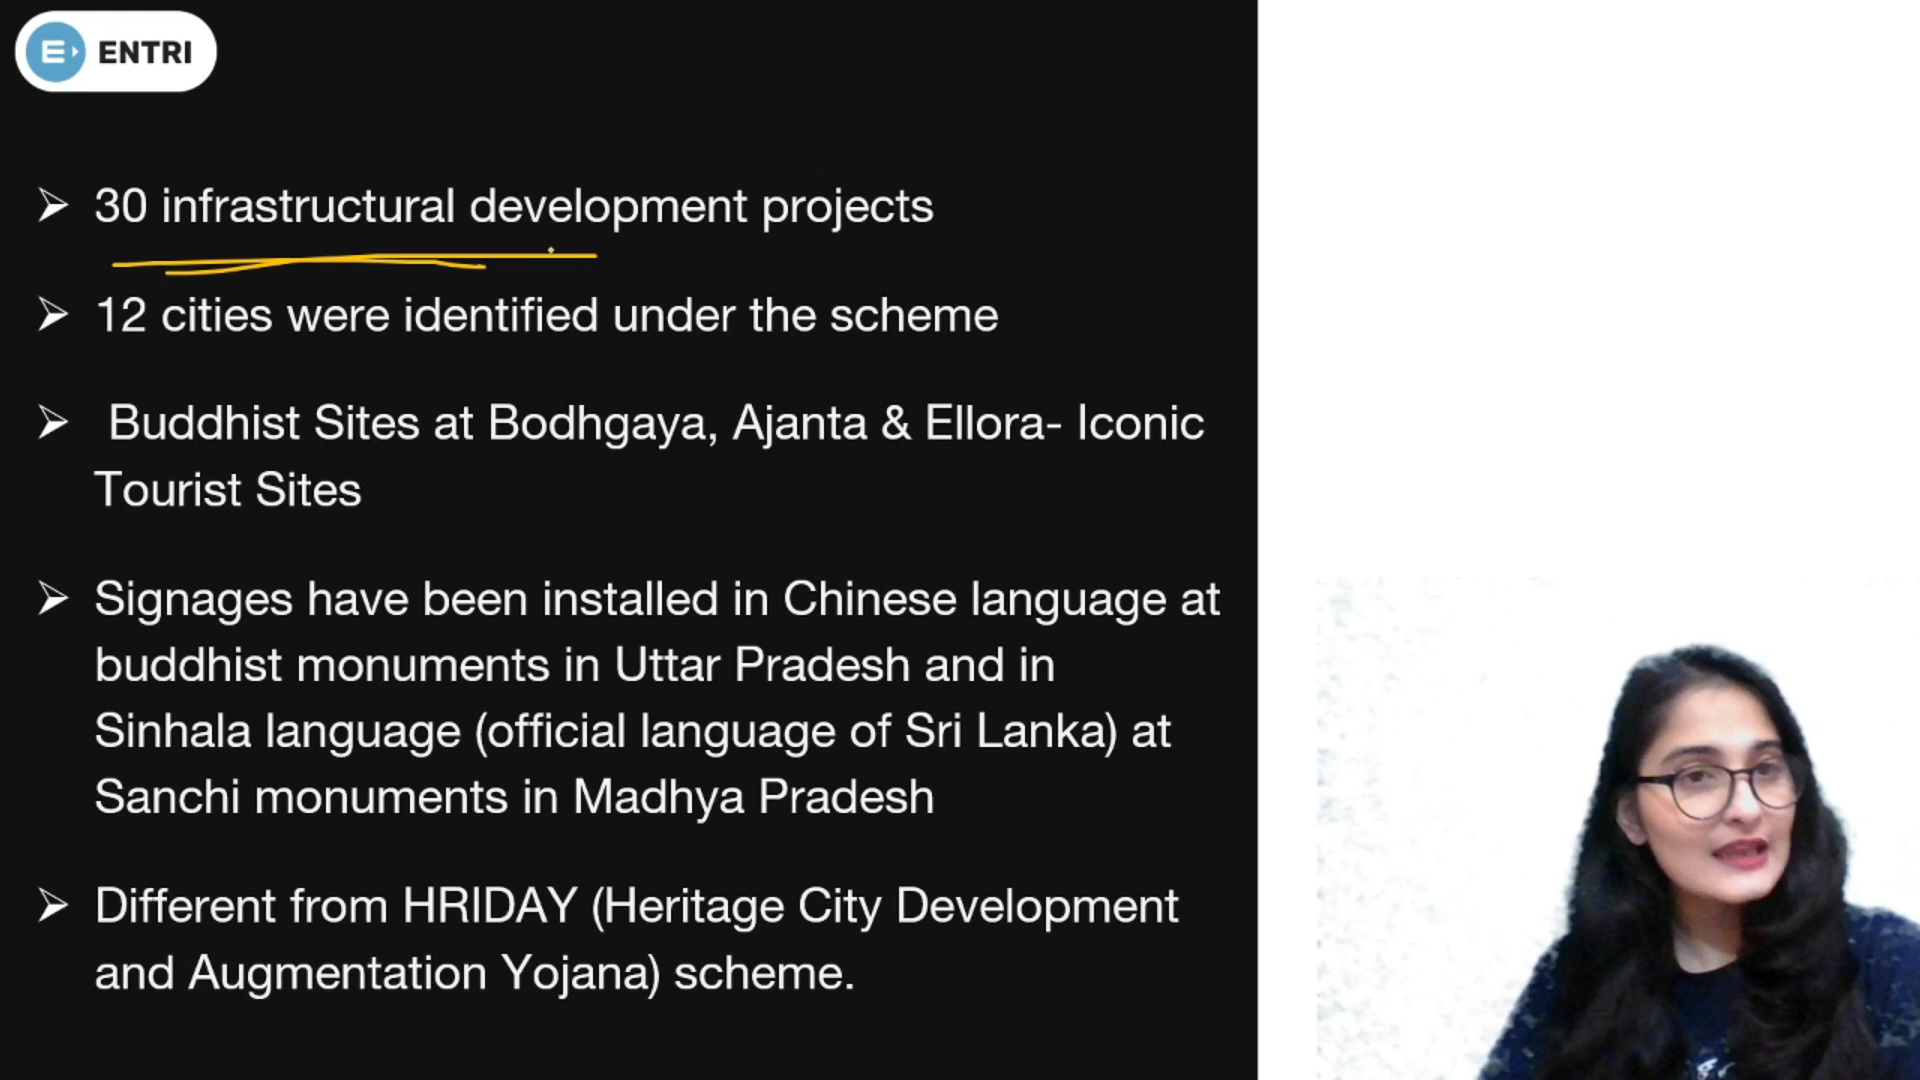 ENTRI
➢ 30 infrastructural development projects
➢ 12 cities were identified under the scheme
➢ Buddhist Sites at Bodhgaya, Ajanta & Ellora- Iconic
Tourist Sites
➢ Signages have been installed in Chinese language at
buddhist monuments in Uttar Pradesh and in
Sinhala language (official language of Sri Lanka) at
Sanchi monuments in Madhya Pradesh
➢ Different from HRIDAY (Heritage City Development
and Augmentation Yojana) scheme.